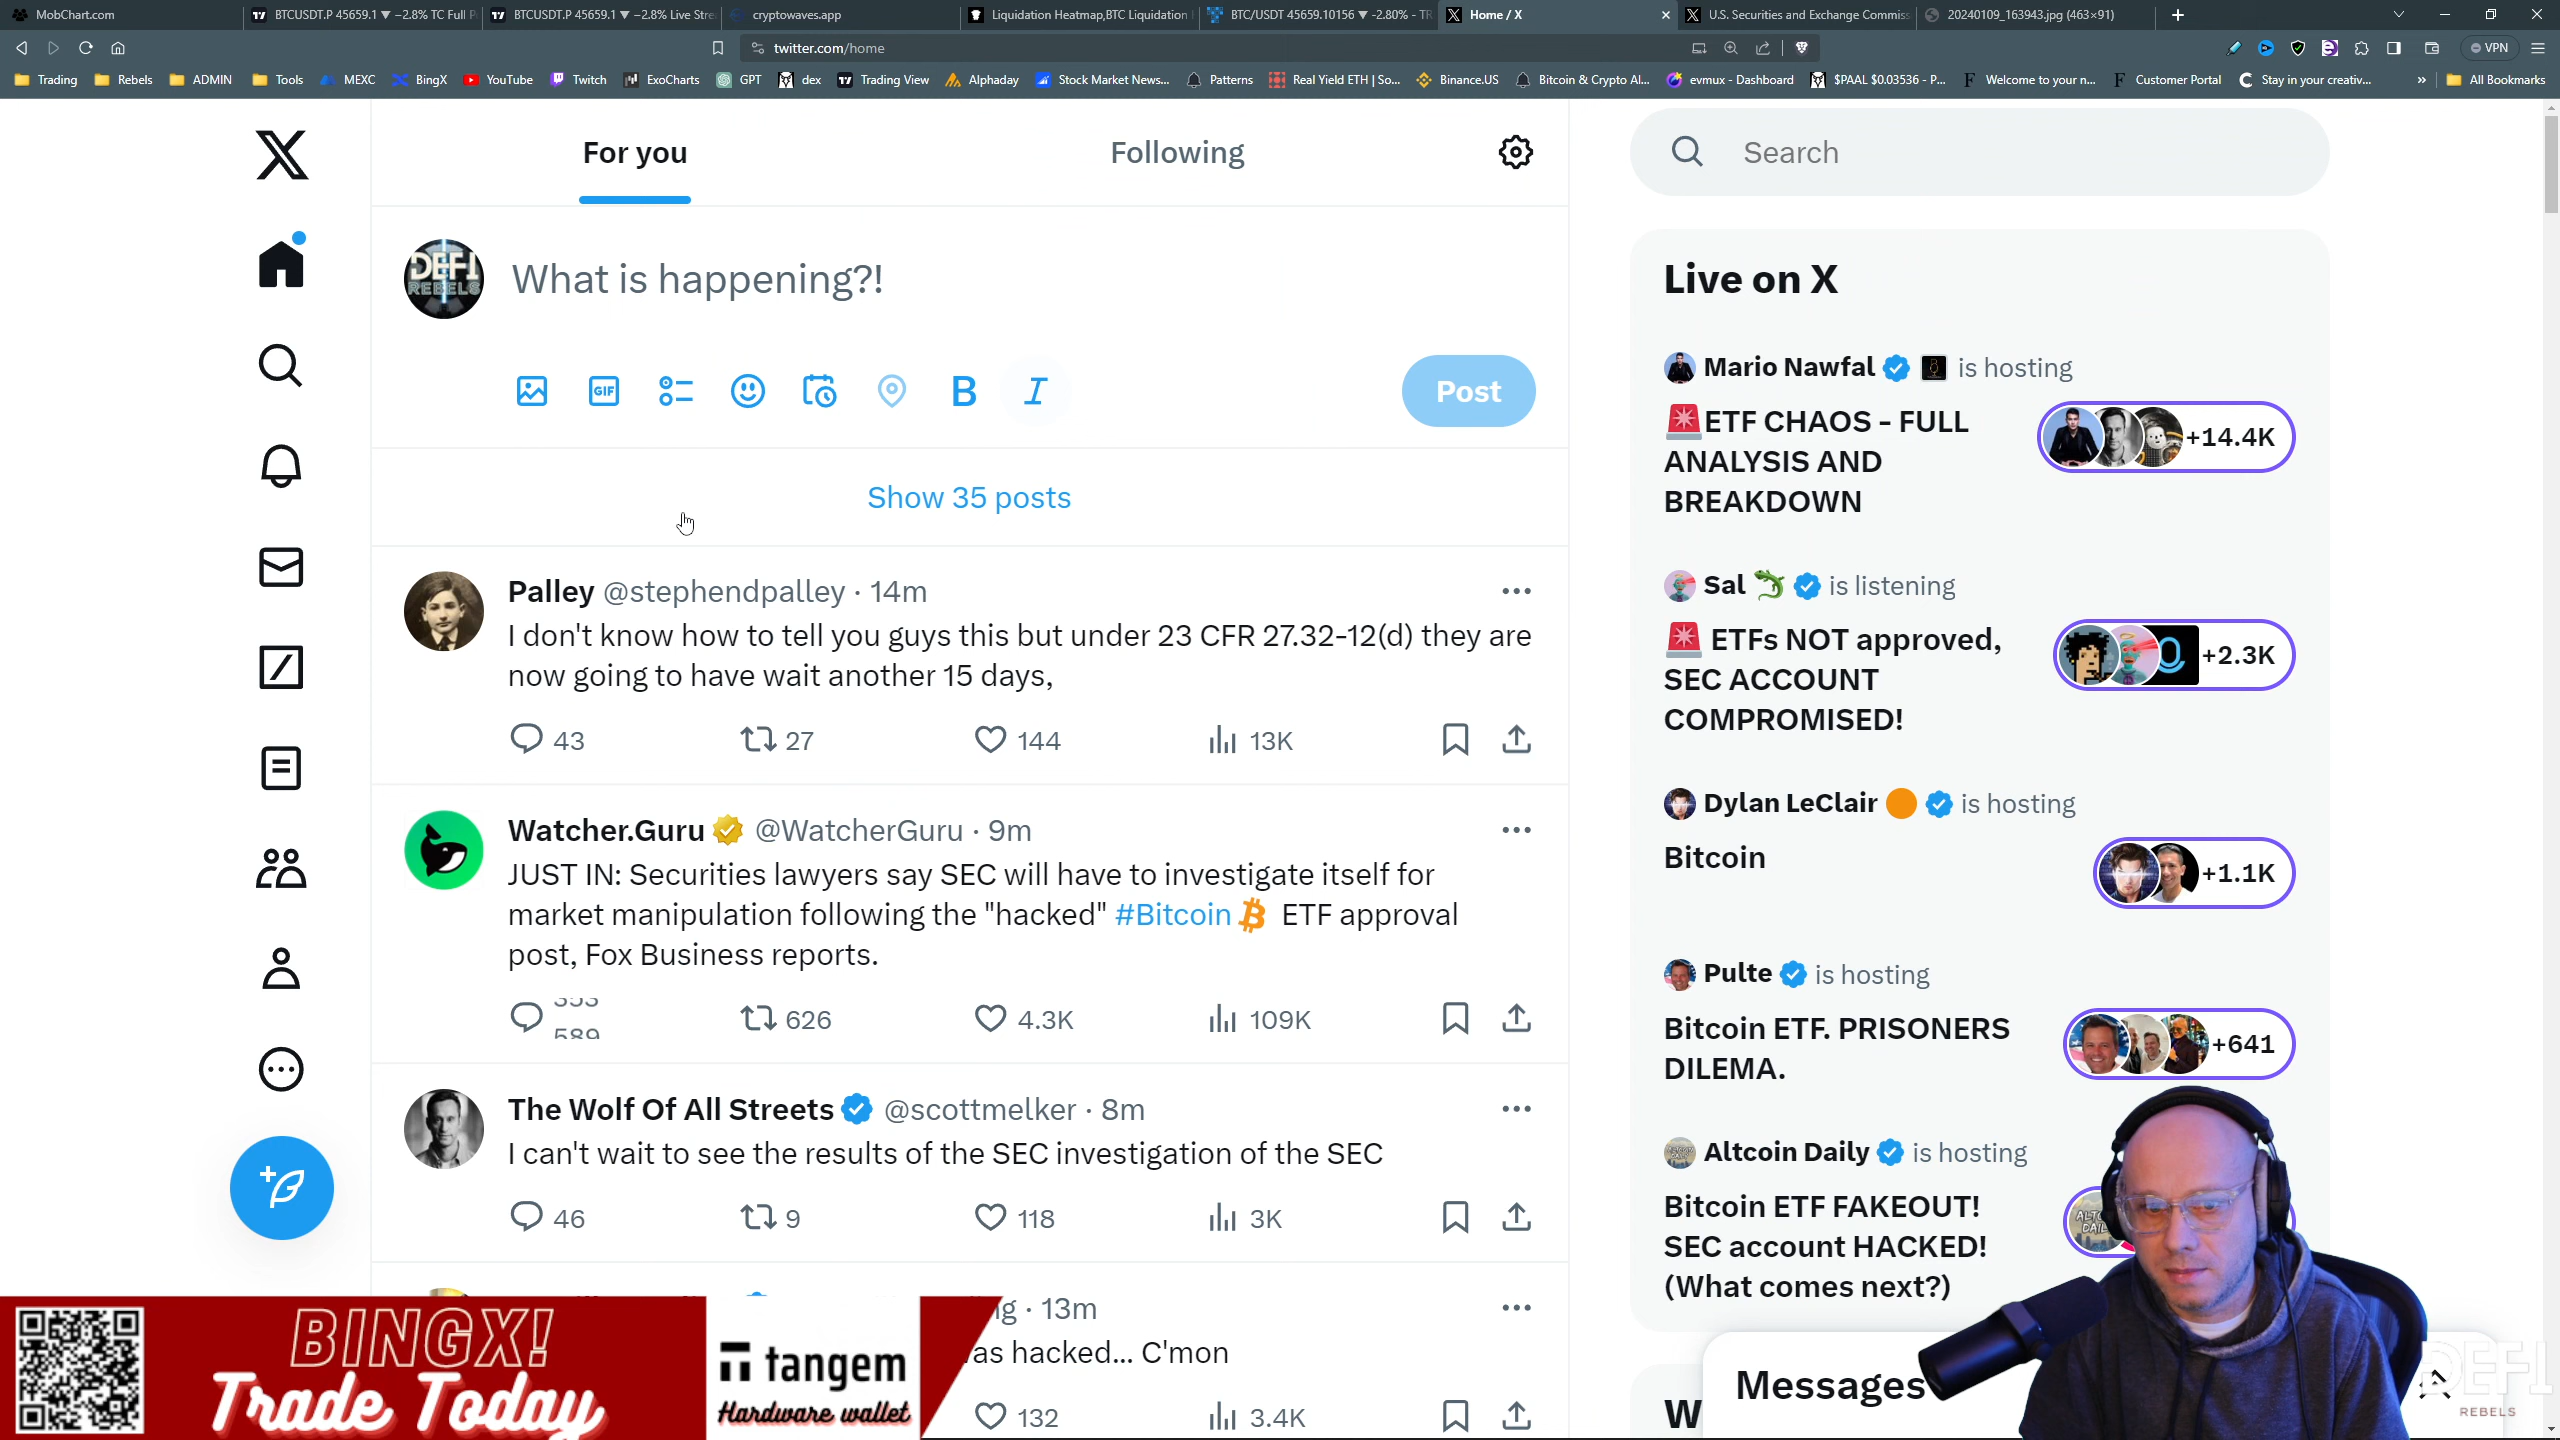 MobChart.com
BTCUSDT.P 45659.1 ▼ −2.8% TC Full
BTCUSDT.P 45659.1 ▼ −2.8% Live Stre
cryptowaves.app
Liquidation Heatmap,BTC Liquidation
BTC/USDT 45659.10156 ▼ -2.80% - TR
Home / X
U.S. Securities and Exchange Commiss
20240109_163943.jpg (463×91)
twitter.com/home
VPN
Trading
Rebels
ADMIN
Tools
MEXC
BingX
YouTube
Twitch
ExoCharts
GPT
dex
Trading View
Alphaday
Stock Market News...
Patterns
Real Yield ETH | So...
Binance.US
Bitcoin & Crypto Al...
evmux - Dashboard
$PAAL $0.03536 - P...
Welcome to your n...
Customer Portal
Stay in your creativ...
»
All Bookmarks
For you
Following
DEFI
REBELS
What is happening?!
GIF
B I
Post
Show 35 posts
Palley @stephendpalley · 14m
I don't know how to tell you guys this but under 23 CFR 27.32-12(d) they are
now going to have wait another 15 days,
43 27 144 13K
Watcher.Guru @WatcherGuru · 9m
JUST IN: Securities lawyers say SEC will have to investigate itself for
market manipulation following the "hacked" #Bitcoin ETF approval
post, Fox Business reports.
626 4.3K 109K
The Wolf Of All Streets @scottmelker · 8m
I can't wait to see the results of the SEC investigation of the SEC
46 9 118 3K
· 13m
as hacked... C'mon
132 3.4K
Search
Live on X
Mario Nawfal is hosting
🚨ETF CHAOS - FULL
ANALYSIS AND
BREAKDOWN
+14.4K
Sal 🦎 is listening
🚨 ETFs NOT approved,
SEC ACCOUNT
COMPROMISED!
+2.3K
Dylan LeClair 🟠 is hosting
Bitcoin
+1.1K
Pulte is hosting
Bitcoin ETF. PRISONERS
DILEMA.
+641
Altcoin Daily is hosting
Bitcoin ETF FAKEOUT!
SEC account HACKED!
(What comes next?)
Messages
BINGX!
Trade Today
tangem
Hardware wallet
DEFI
REBELS